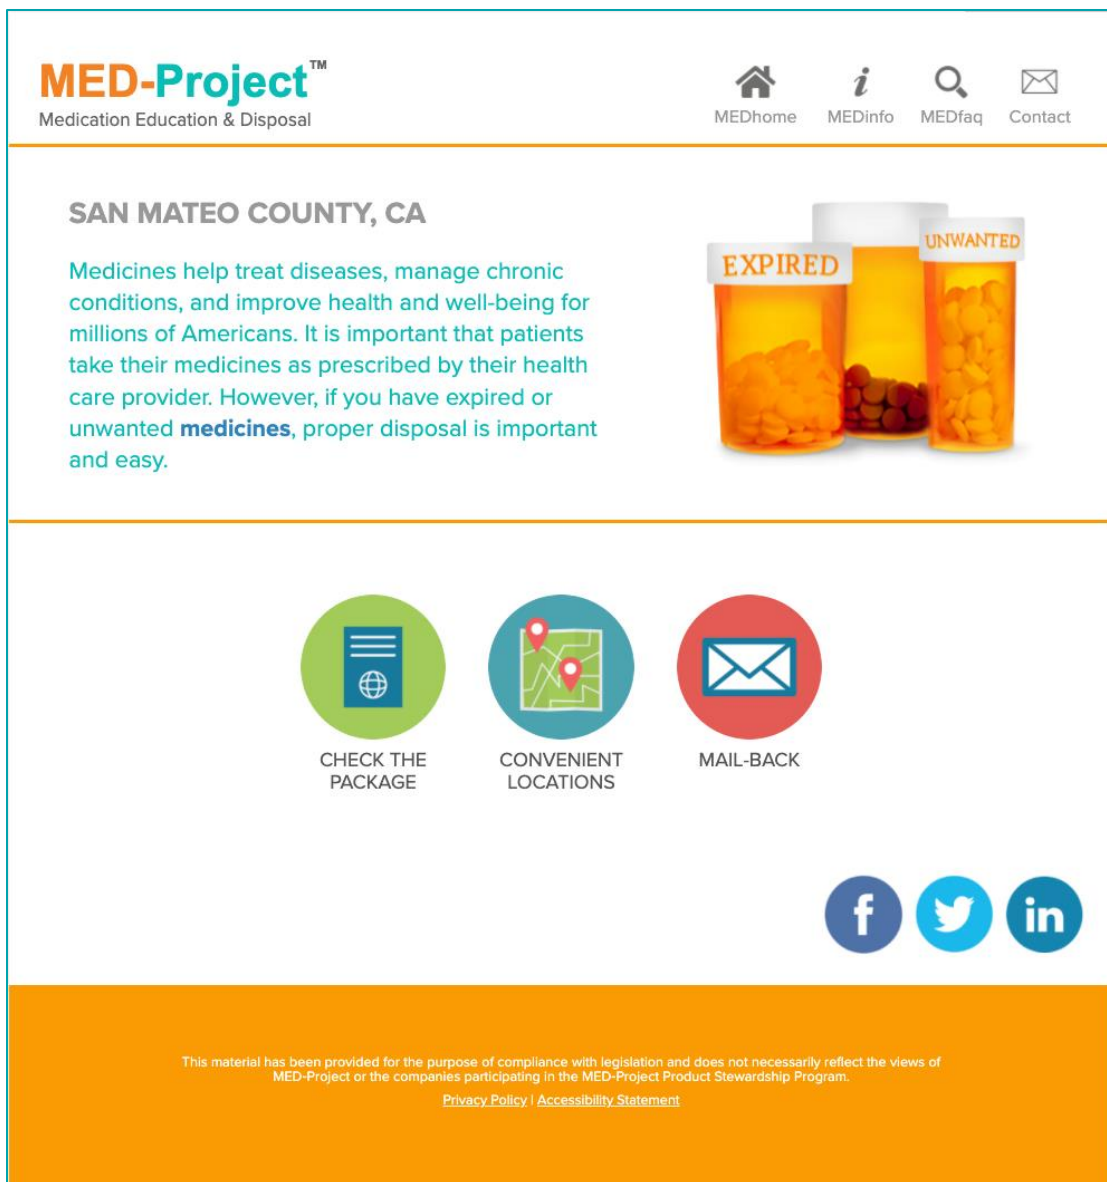 MED-Project™
Medication Education & Disposal
MEDhome MEDinfo MEDfaq Contact
SAN MATEO COUNTY, CA
Medicines help treat diseases, manage chronic
conditions, and improve health and well-being for
millions of Americans. It is important that patients
take their medicines as prescribed by their health
care provider. However, if you have expired or
unwanted medicines, proper disposal is important
and easy.
EXPIRED
UNWANTED
CHECK THE
PACKAGE
CONVENIENT
LOCATIONS
MAIL-BACK
f in
This material has been provided for the purpose of compliance with legislation and does not necessarily reflect the views of
MED-Project or the companies participating in the MED-Project Product Stewardship Program.
Privacy Policy | Accessibility Statement